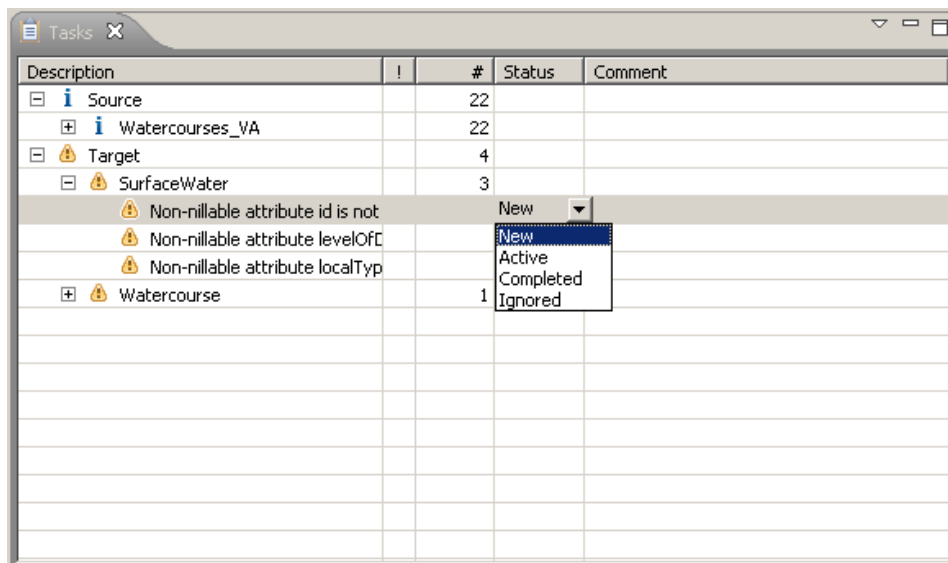 Tasks
Description ! # Status Comment
Source 22
Watercourses_VA 22
Target 4
SurfaceWater 3
Non-nillable attribute id is not New
Non-nillable attribute levelOfD New
Active
Non-nillable attribute localTyp Completed
Watercourse 1 Ignored